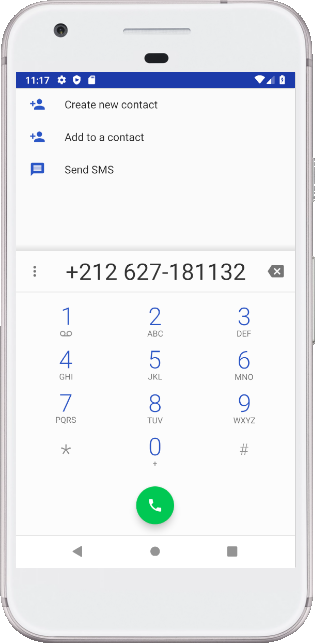 11:17
Create new contact
Add to a contact
Send SMS
+212 627-181132
1 2 3
ABC DEF
4 5 6
GHI JKL MNO
7 8 9
PQRS TUV WXYZ
* 0 #
+